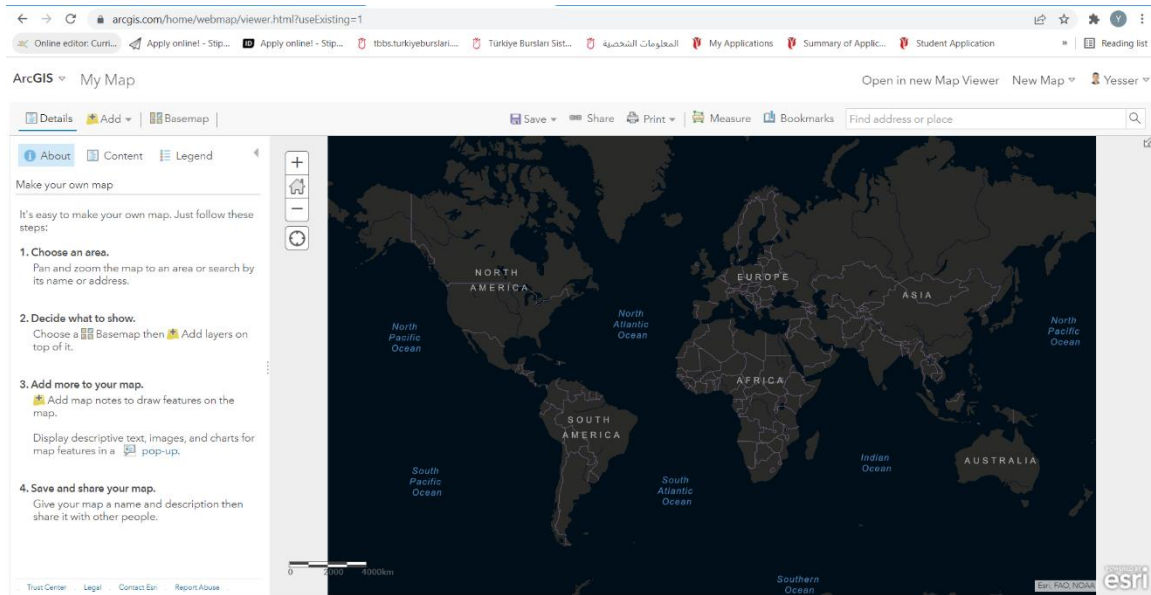 arcgis.com/home/webmap/viewer.html?useExisting=1
Online editor: Curri... Apply online! - Stip... Apply online! - Stip... tbbs.turkiyeburslari.... Türkiye Bursları Sist... المعلومات الشخصية My Applications Summary of Applic... Student Application » Reading list
ArcGIS My Map Open in new Map Viewer New Map Yesser
Details Add Basemap Save Share Print Measure Bookmarks Find address or place
About Content Legend
Make your own map
It's easy to make your own map. Just follow these
steps:
1. Choose an area.
Pan and zoom the map to an area or search by
its name or address.
2. Decide what to show.
Choose a Basemap then Add layers on
top of it.
3. Add more to your map.
Add map notes to draw features on the
map.
Display descriptive text, images, and charts for
map features in a pop-up.
4. Save and share your map.
Give your map a name and description then
share it with other people.
Trust Center Legal Contact Esri Report Abuse
NORTH
AMERICA
EUROPE
ASIA
North
Pacific
Ocean
North
Atlantic
Ocean
North
Pacific
Ocean
AFRICA
SOUTH
AMERICA
Indian
Ocean
AUSTRALIA
South
Pacific
Ocean
South
Atlantic
Ocean
0 2000 4000km
Southern
Ocean
Esri, FAO, NOAA
POWERED BY
esri